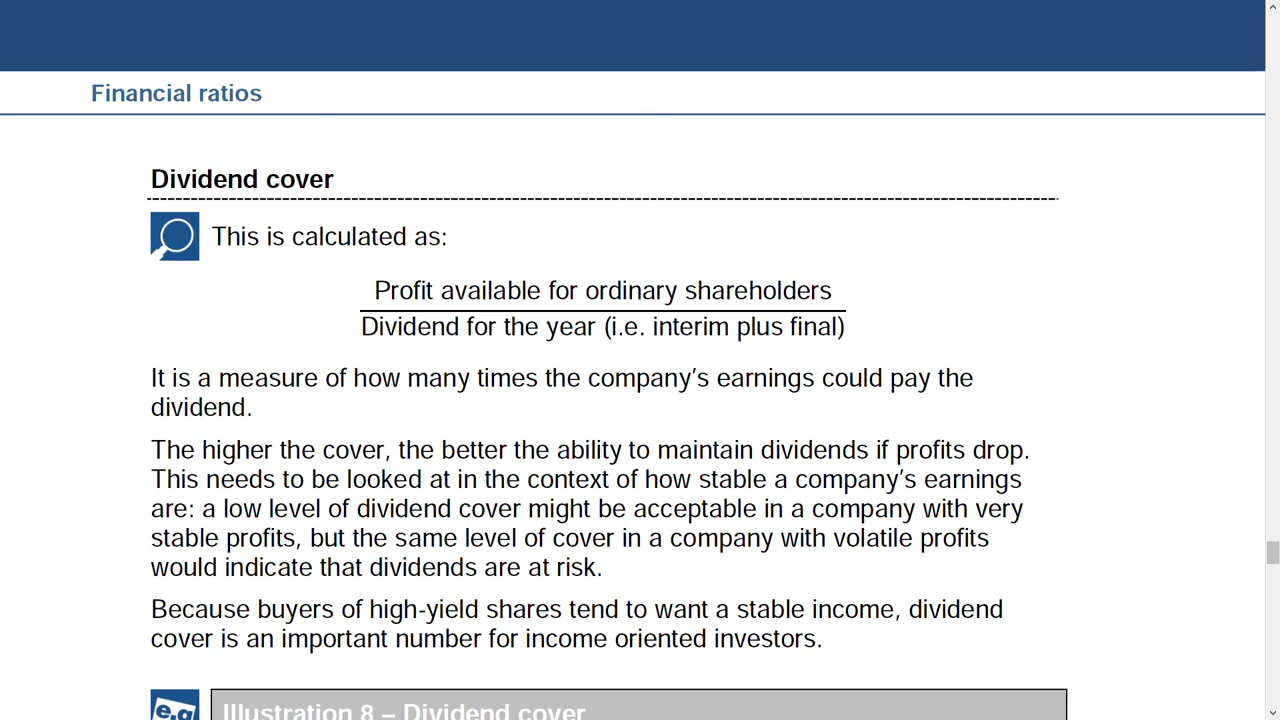 Financial ratios
Dividend cover
This is calculated as:
Profit available for ordinary shareholders
Dividend for the year (i.e. interim plus final)
It is a measure of how many times the company's earnings could pay the
dividend.
The higher the cover, the better the ability to maintain dividends if profits drop.
This needs to be looked at in the context of how stable a company's earnings
are: a low level of dividend cover might be acceptable in a company with very
stable profits, but the same level of cover in a company with volatile profits
would indicate that dividends are at risk.
Because buyers of high-yield shares tend to want a stable income, dividend
cover is an important number for income oriented investors.
e.g
Illustration 8 – Dividend cover